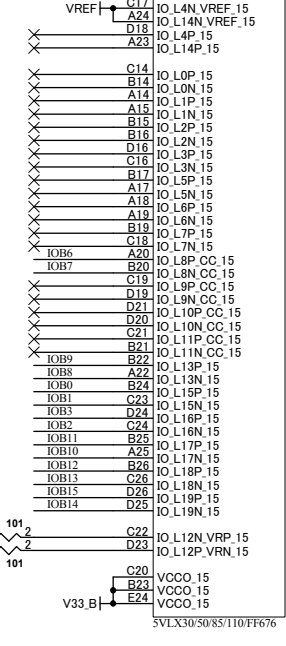 VREF C17 IO_L4N_VREF_15
A24 IO_L14N_VREF_15
D18 IO_L4P_15
A23 IO_L14P_15
C14 IO_L0P_15
B14 IO_L0N_15
A14 IO_L1P_15
A15 IO_L1N_15
B15 IO_L2P_15
B16 IO_L2N_15
D16 IO_L3P_15
C16 IO_L3N_15
B17 IO_L5P_15
A17 IO_L5N_15
A18 IO_L6P_15
A19 IO_L6N_15
B19 IO_L7P_15
C18 IO_L7N_15
IOB6 A20 IO_L8P_CC_15
IOB7 B20 IO_L8N_CC_15
C19 IO_L9P_CC_15
D19 IO_L9N_CC_15
D21 IO_L10P_CC_15
D20 IO_L10N_CC_15
C21 IO_L11P_CC_15
B21 IO_L11N_CC_15
IOB9 B22 IO_L13P_15
IOB8 A22 IO_L13N_15
IOB0 B24 IO_L15P_15
IOB1 C23 IO_L15N_15
IOB3 D24 IO_L16P_15
IOB2 C24 IO_L16N_15
IOB11 B25 IO_L17P_15
IOB10 A25 IO_L17N_15
IOB12 B26 IO_L18P_15
IOB13 C26 IO_L18N_15
IOB15 D26 IO_L19P_15
IOB14 D25 IO_L19N_15
101 2 C22 IO_L12N_VRP_15
2 D23 IO_L12P_VRN_15
101
C20 VCCO_15
B23 VCCO_15
V33_B E24 VCCO_15
5VLX30/50/85/110/FF676